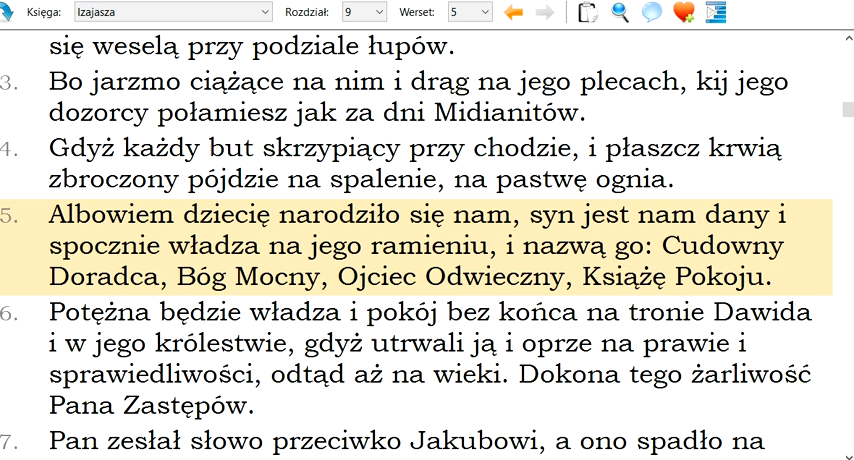 Księga: Izajasza Rozdział: 9 Werset: 5
się weselą przy podziale łupów.
3. Bo jarzmo ciążące na nim i drąg na jego plecach, kij jego
dozorcy połamiesz jak za dni Midianitów.
4. Gdyż każdy but skrzypiący przy chodzie, i płaszcz krwią
zbroczony pójdzie na spalenie, na pastwę ognia.
5. Albowiem dziecię narodziło się nam, syn jest nam dany i
spocznie władza na jego ramieniu, i nazwą go: Cudowny
Doradca, Bóg Mocny, Ojciec Odwieczny, Książę Pokoju.
6. Potężna będzie władza i pokój bez końca na tronie Dawida
i w jego królestwie, gdyż utrwali ją i oprze na prawie i
sprawiedliwości, odtąd aż na wieki. Dokona tego żarliwość
Pana Zastępów.
7. Pan zesłał słowo przeciwko Jakubowi, a ono spadło na